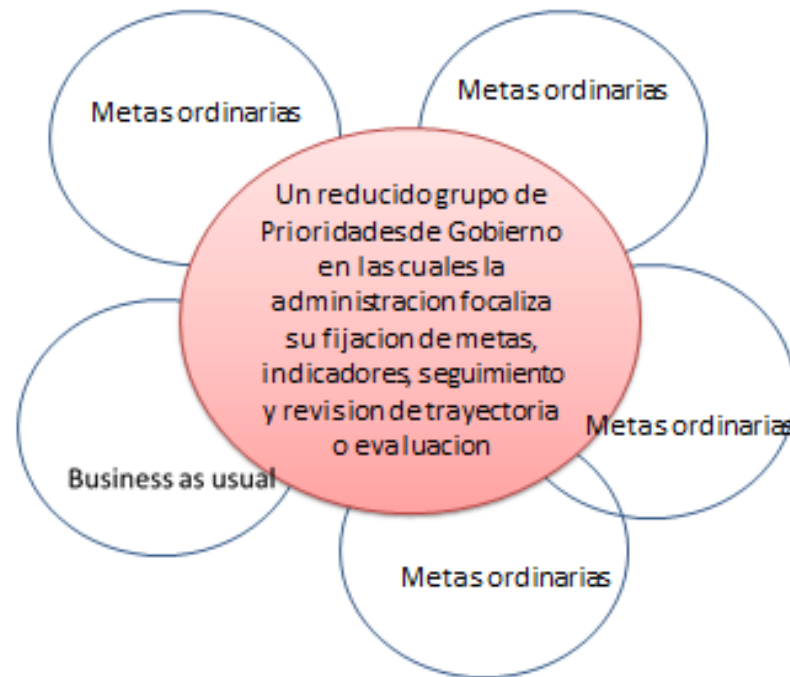 Metas ordinarias
Metas ordinarias
Un reducido grupo de
Prioridades de Gobierno
en las cuales la
administracion focaliza
su fijacion de metas,
indicadores, seguimiento
y revision de trayectoria
o evaluacion
Metas ordinarias
Business as usual
Metas ordinarias